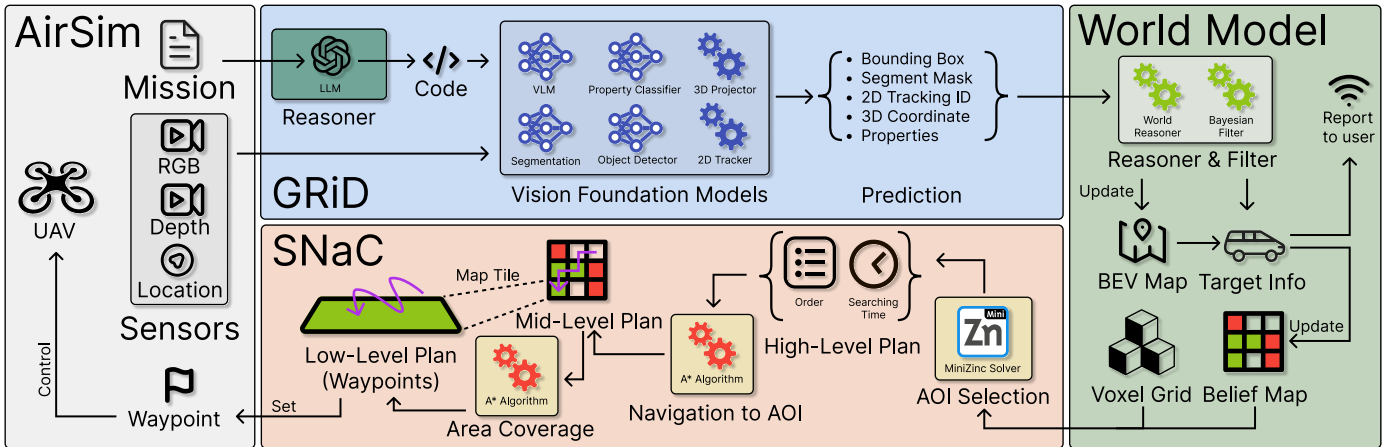 AirSim
Mission
RGB
Depth
Location
Sensors
UAV
Control
Waypoint
GRiD
LLM
Reasoner
</>
Code
VLM
Property Classifier
3D Projector
Segmentation
Object Detector
2D Tracker
Vision Foundation Models
• Bounding Box
• Segment Mask
• 2D Tracking ID
• 3D Coordinate
• Properties
Prediction
SNaC
Map Tile
Mid-Level Plan
Low-Level Plan
(Waypoints)
Set
A* Algorithm
Area Coverage
A* Algorithm
Navigation to AOI
Order
Searching
Time
High-Level Plan
Mini
Zn
MiniZinc Solver
AOI Selection
World Model
World
Reasoner
Bayesian
Filter
Reasoner & Filter
Report
to user
Update
BEV Map
Target Info
Update
Voxel Grid
Belief Map